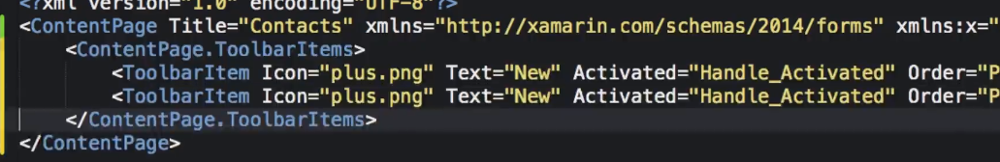 <?xml version="1.0" encoding="UTF-8"?>
<ContentPage Title="Contacts" xmlns="http://xamarin.com/schemas/2014/forms" xmlns:x="
<ContentPage.ToolbarItems>
<ToolbarItem Icon="plus.png" Text="New" Activated="Handle_Activated" Order="P
<ToolbarItem Icon="plus.png" Text="New" Activated="Handle_Activated" Order="P
</ContentPage.ToolbarItems>
</ContentPage>